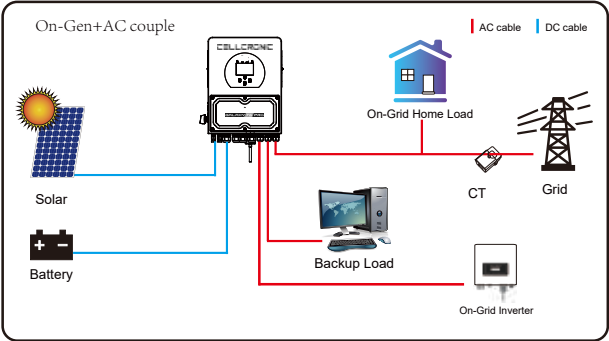 On-Gen+AC couple
AC cable
DC cable
CELLCRONIC
On-Grid Home Load
Solar
CT
Grid
Battery
Backup Load
On-Grid Inverter